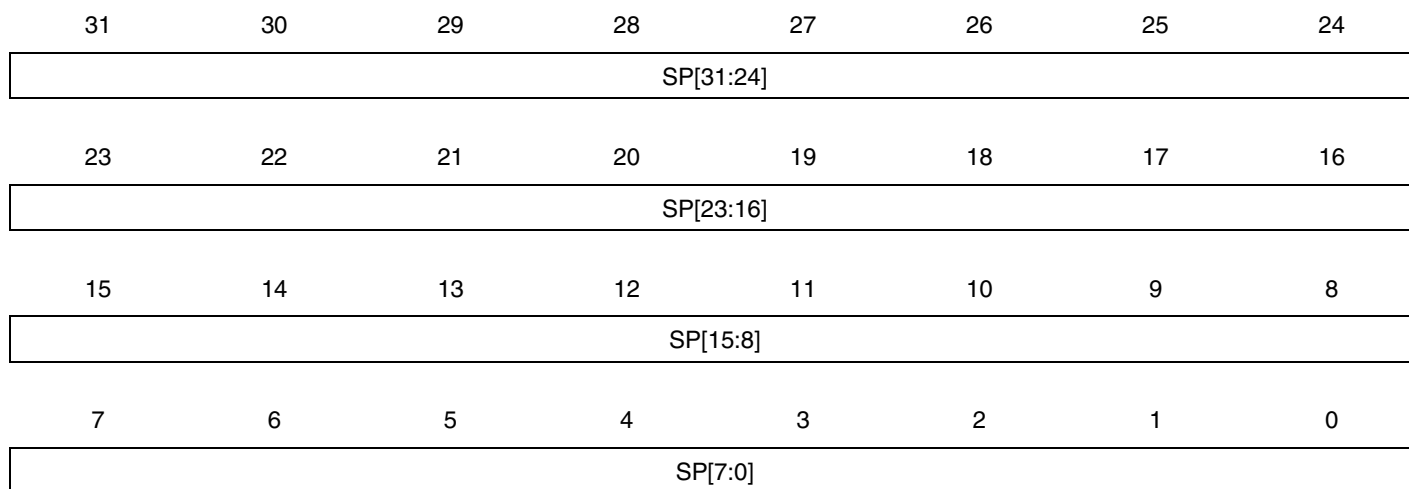 31 30 29 28 27 26 25 24
SP[31:24]
23 22 21 20 19 18 17 16
SP[23:16]
15 14 13 12 11 10 9 8
SP[15:8]
7 6 5 4 3 2 1 0
SP[7:0]